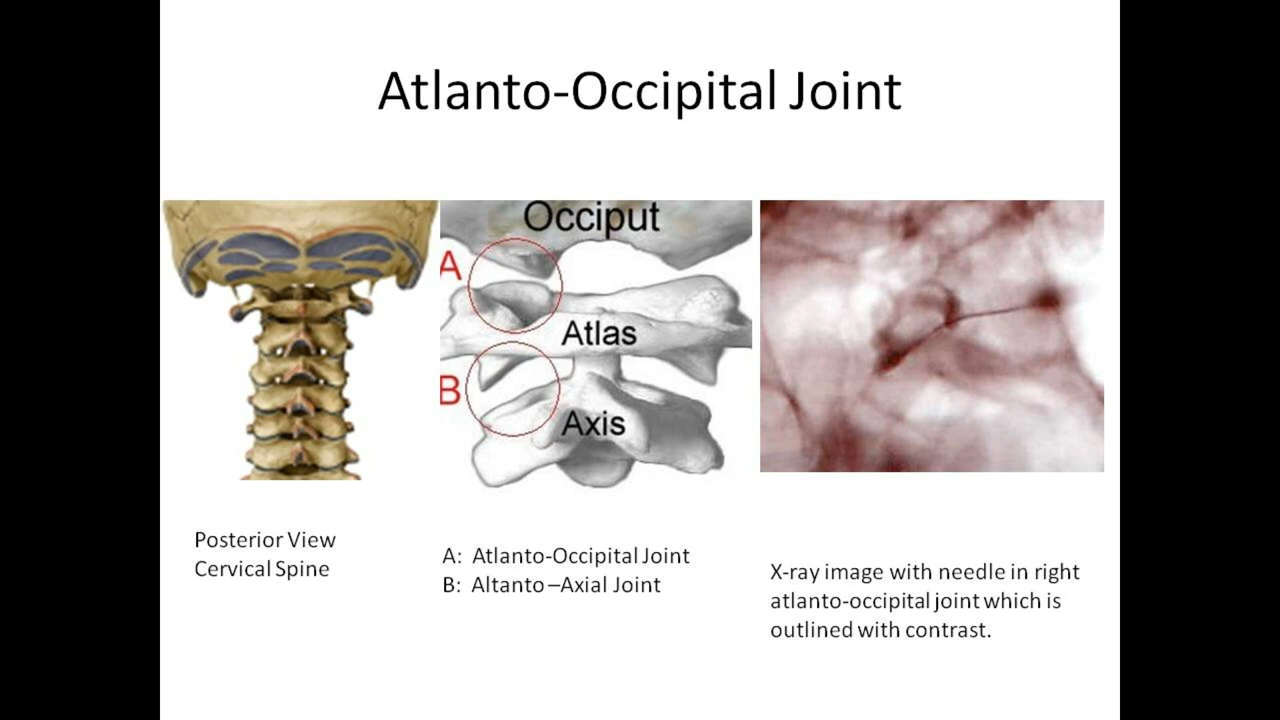 Atlanto-Occipital Joint
Occiput
A
Atlas
B
Axis
Posterior View
Cervical Spine
A:  Atlanto-Occipital Joint
B:  Altanto –Axial Joint
X-ray image with needle in right
atlanto-occipital joint which is
outlined with contrast.